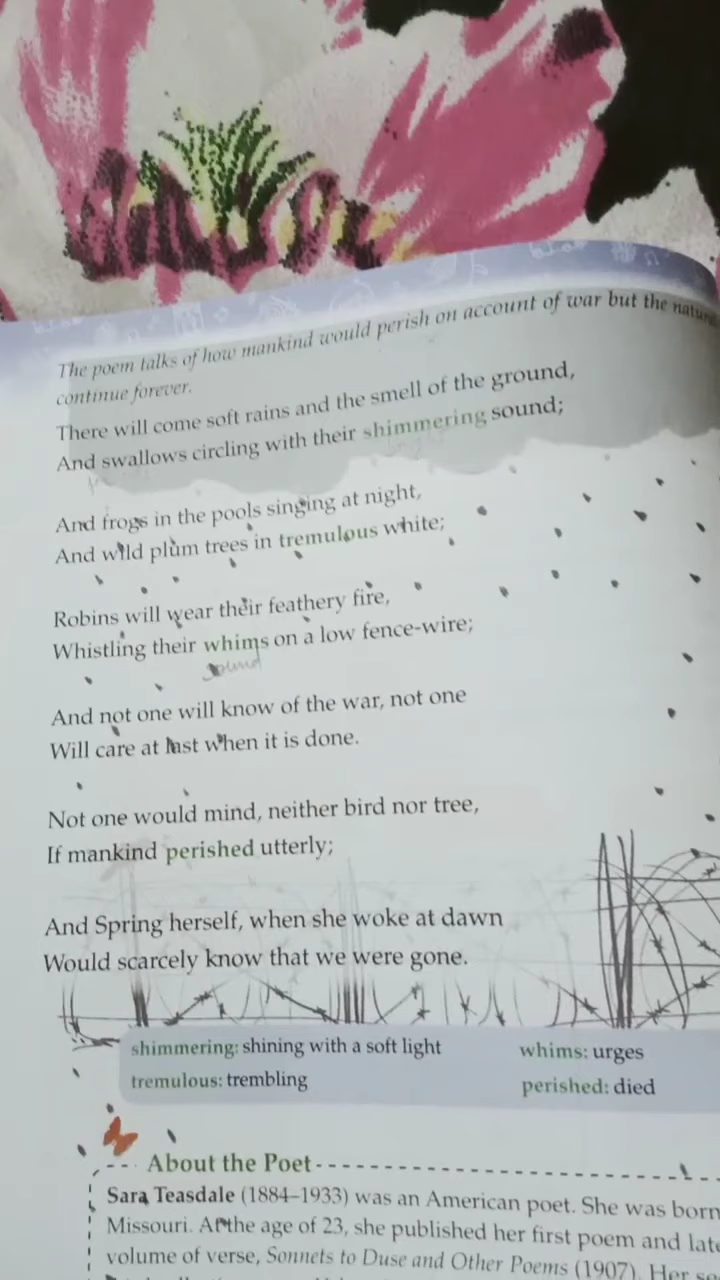 The poem talks of how mankind would perish on account of war but the nature
continue forever.
There will come soft rains and the smell of the ground,
And swallows circling with their shimmering sound;
And frogs in the pools singing at night,
And wild plum trees in tremulous white;
Robins will wear their feathery fire,
Whistling their whims on a low fence-wire;
sound
And not one will know of the war, not one
Will care at last when it is done.
Not one would mind, neither bird nor tree,
If mankind perished utterly;
And Spring herself, when she woke at dawn
Would scarcely know that we were gone.
shimmering: shining with a soft light whims: urges
tremulous: trembling perished: died
About the Poet
Sara Teasdale (1884–1933) was an American poet. She was born
Missouri. At the age of 23, she published her first poem and late
volume of verse, Sonnets to Duse and Other Poems (1907). Her